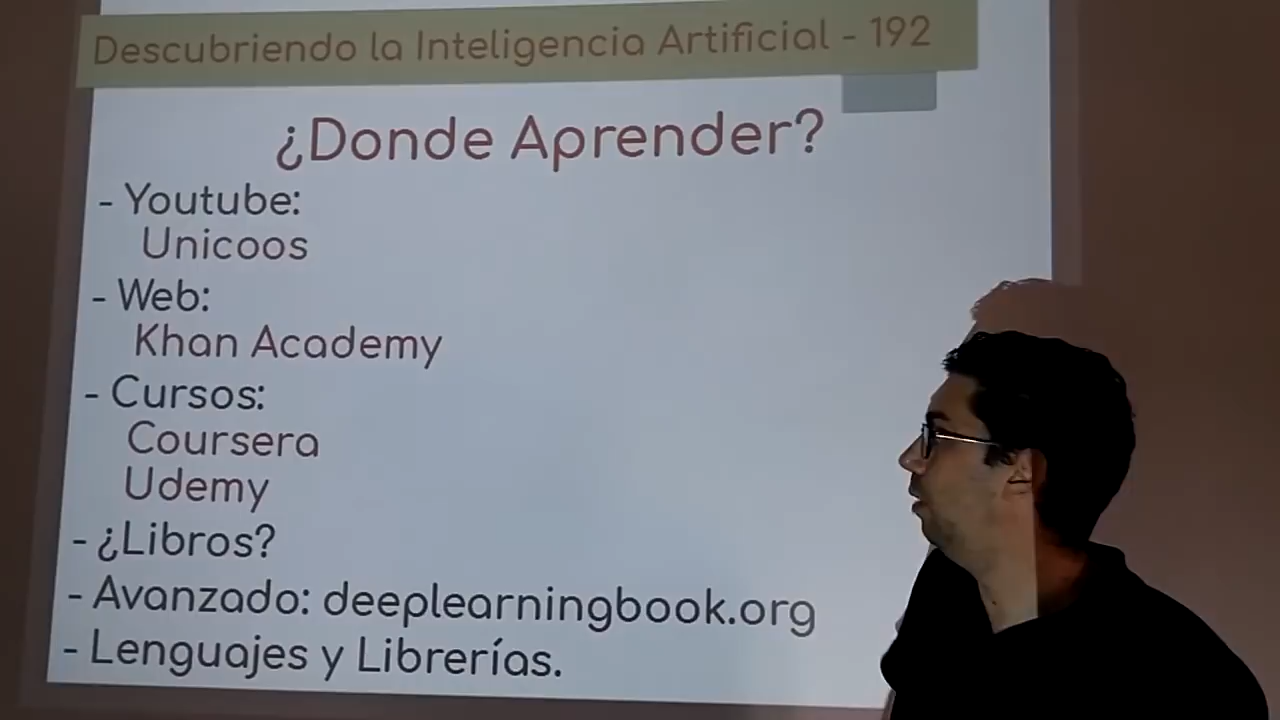 Descubriendo la Inteligencia Artificial - 192
¿Donde Aprender?
- Youtube:
Unicoos
- Web:
Khan Academy
- Cursos:
Coursera
Udemy
- ¿Libros?
- Avanzado: deeplearningbook.org
- Lenguajes y Librerías.